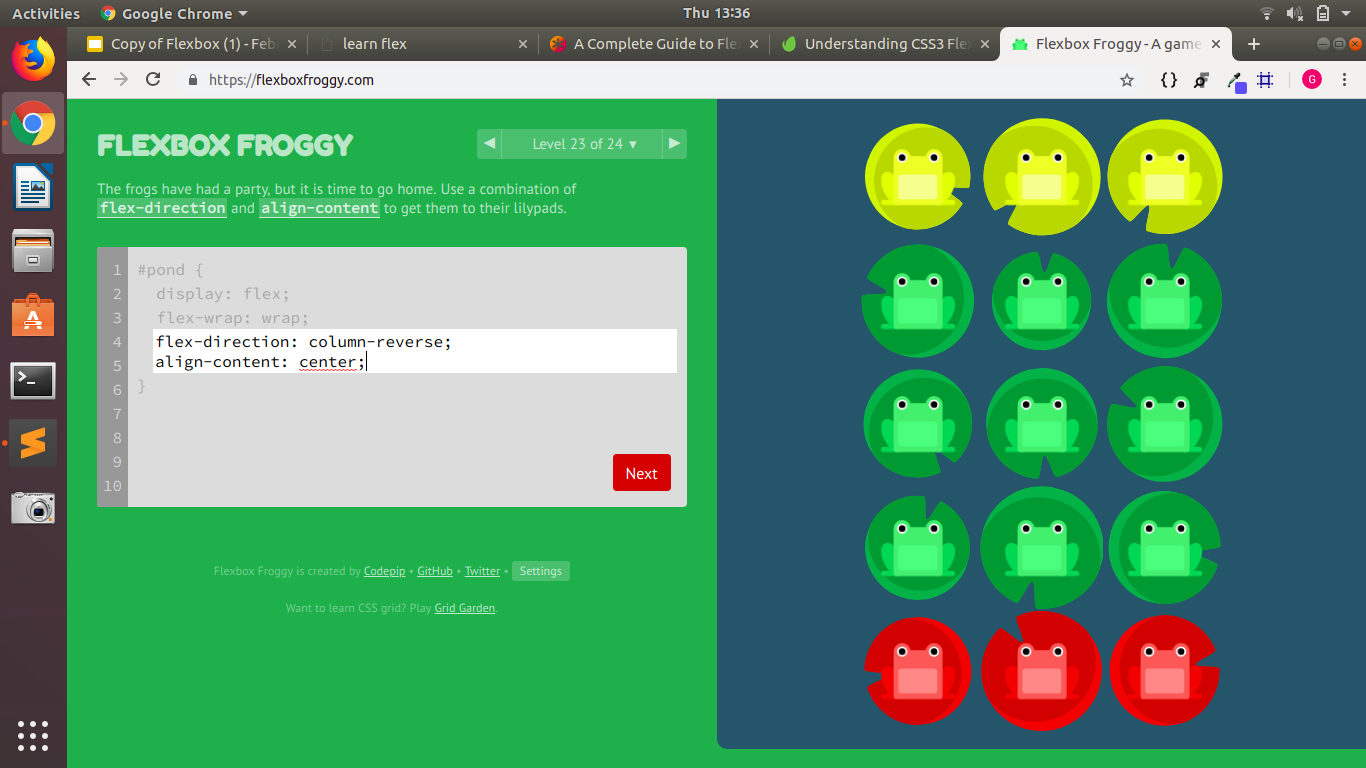 Activities Google Chrome ▾ Thu 13:36
Copy of Flexbox (1) - Feb × learn flex × A Complete Guide to Fle × Understanding CSS3 Fle × Flexbox Froggy - A game ×
https://flexboxfroggy.com G
FLEXBOX FROGGY
◀ Level 23 of 24 ▾ ▶
The frogs have had a party, but it is time to go home. Use a combination of
flex-direction and align-content to get them to their lilypads.
1 #pond {
2 display: flex;
3 flex-wrap: wrap;
4 flex-direction: column-reverse;
5 align-content: center;
6 }
7
8
9
10
Next
Flexbox Froggy is created by Codepip • GitHub • Twitter • Settings
Want to learn CSS grid? Play Grid Garden.